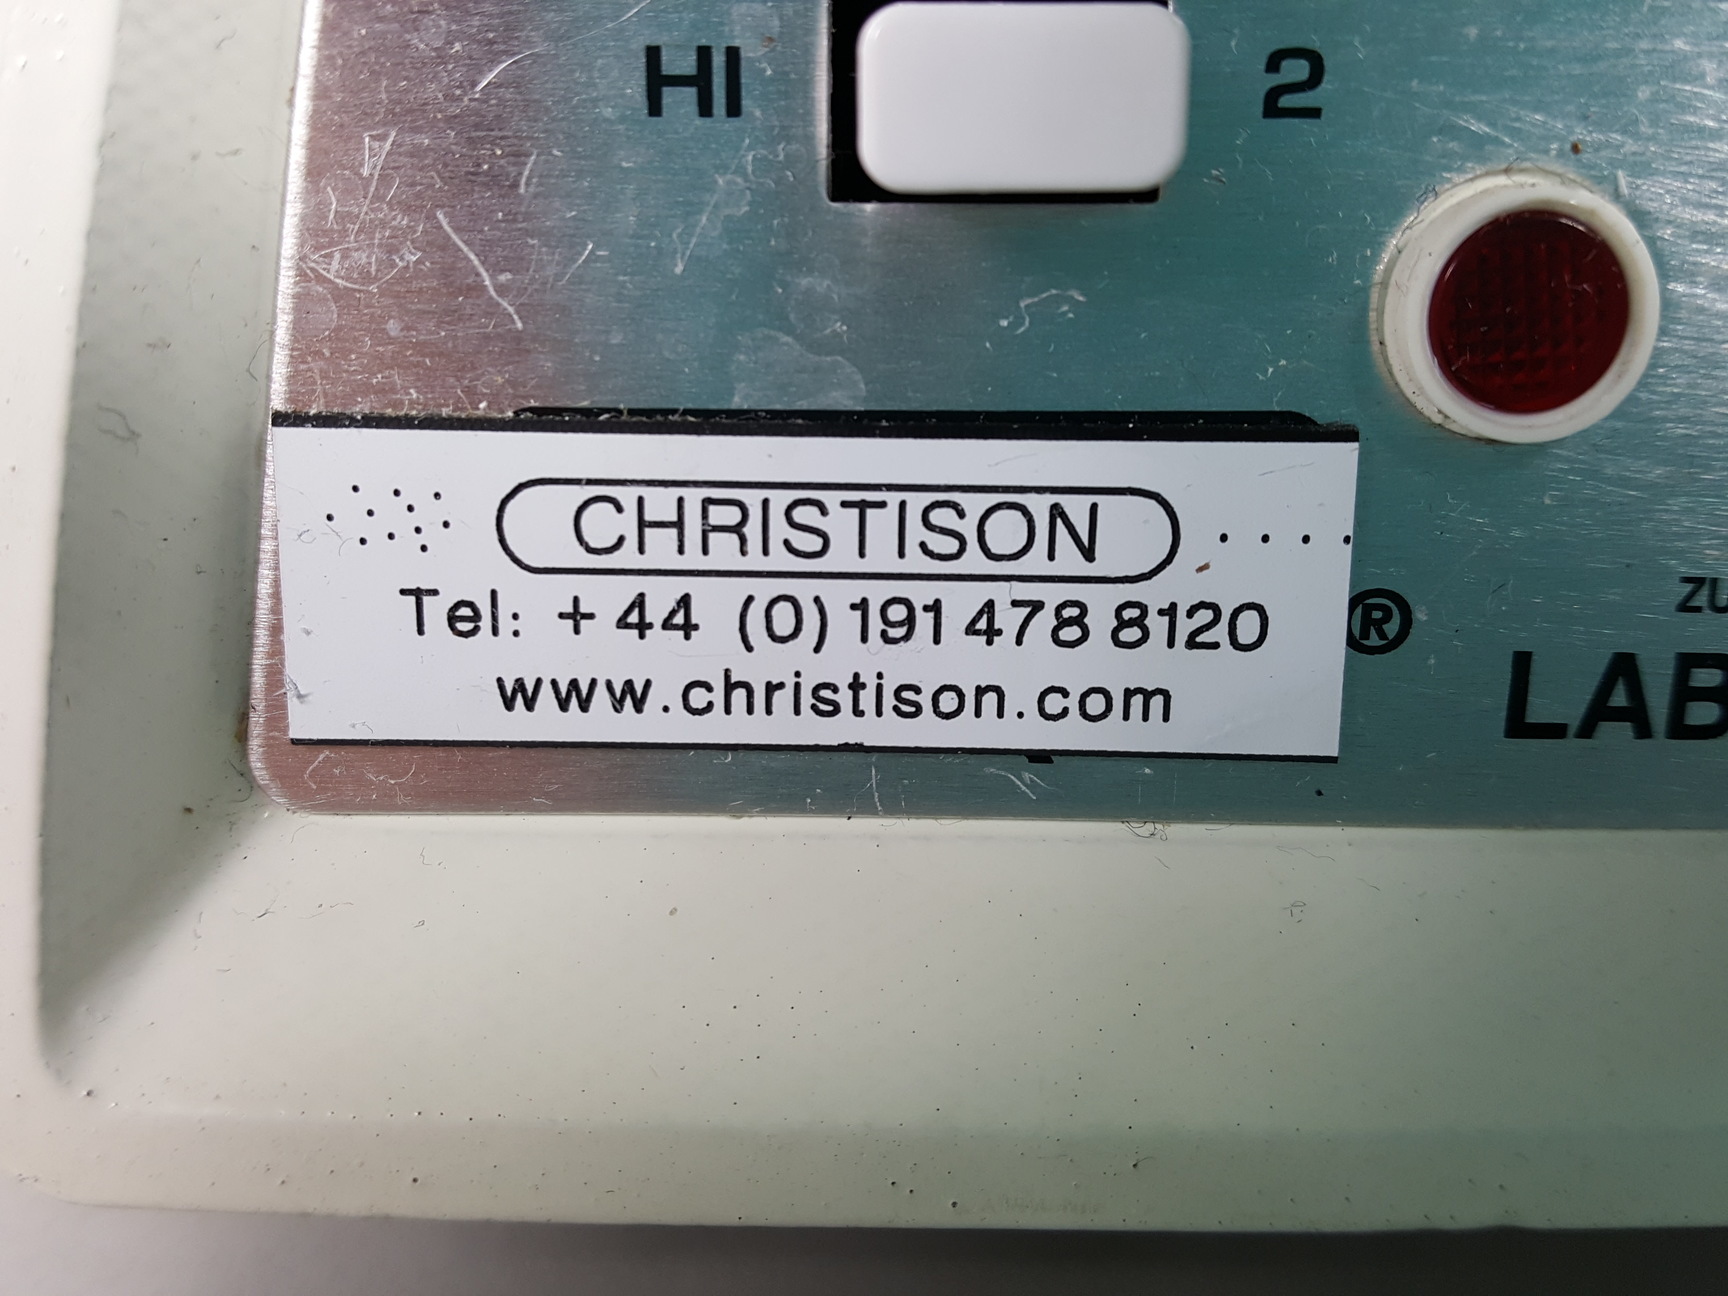 HI 2
CHRISTISON
Tel: +44 (0) 191 478 8120
www.christison.com
®
LAB